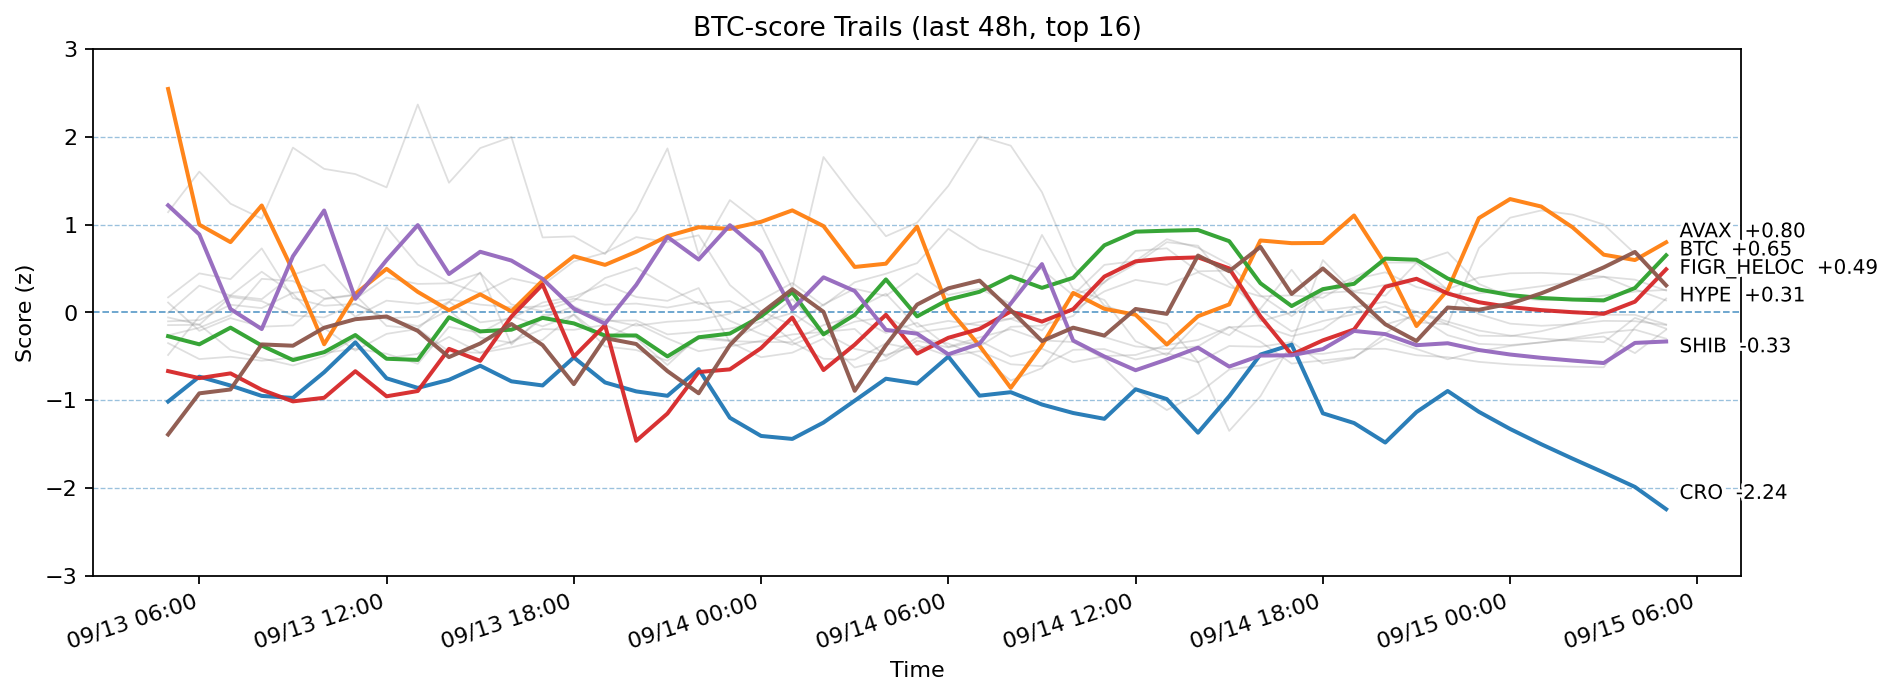 BTC-score Trails (last 48h, top 16)
Score (z)
3
2
1
0
−1
−2
−3
AVAX +0.80
BTC +0.65
FIGR_HELOC +0.49
HYPE +0.31
SHIB -0.33
CRO -2.24
09/13 06:00
09/13 12:00
09/13 18:00
09/14 00:00
09/14 06:00
09/14 12:00
09/14 18:00
09/15 00:00
09/15 06:00
Time